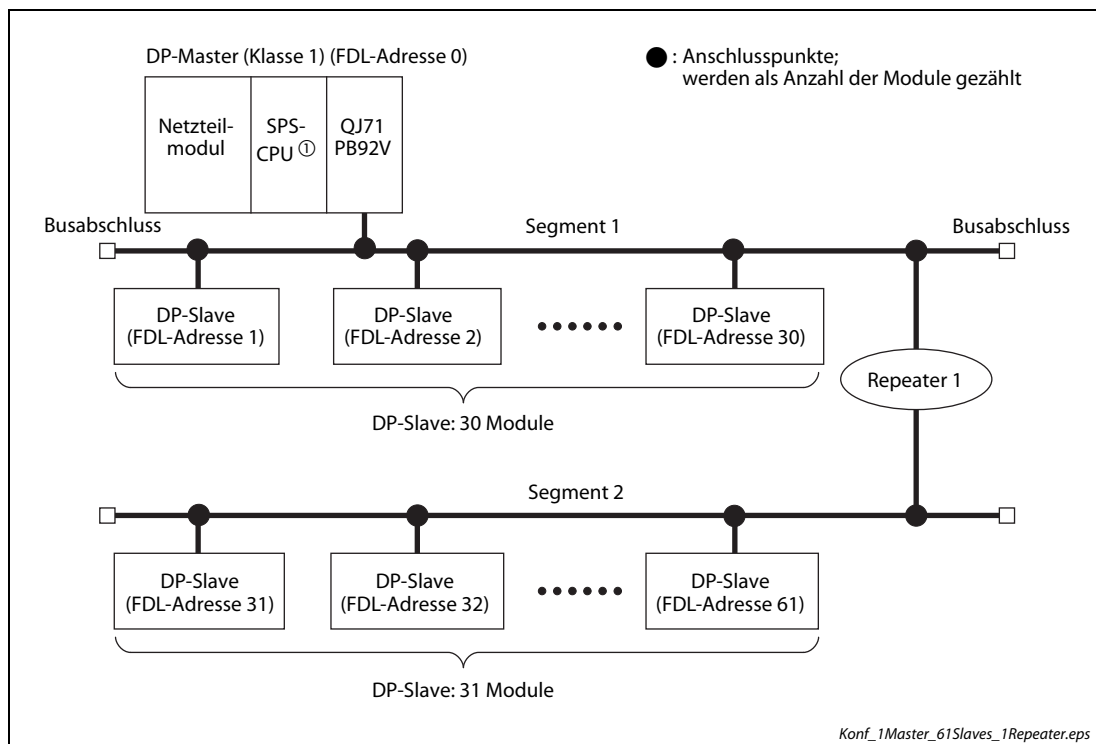 DP-Master (Klasse 1) (FDL-Adresse 0)
: Anschlusspunkte;
werden als Anzahl der Module gezählt
Netzteil-
modul
SPS-
CPU ①
QJ71
PB92V
Busabschluss
Segment 1
Busabschluss
DP-Slave
(FDL-Adresse 1)
DP-Slave
(FDL-Adresse 2)
DP-Slave
(FDL-Adresse 30)
Repeater 1
DP-Slave: 30 Module
Segment 2
DP-Slave
(FDL-Adresse 31)
DP-Slave
(FDL-Adresse 32)
DP-Slave
(FDL-Adresse 61)
DP-Slave: 31 Module
Konf_1Master_61Slaves_1Repeater.eps